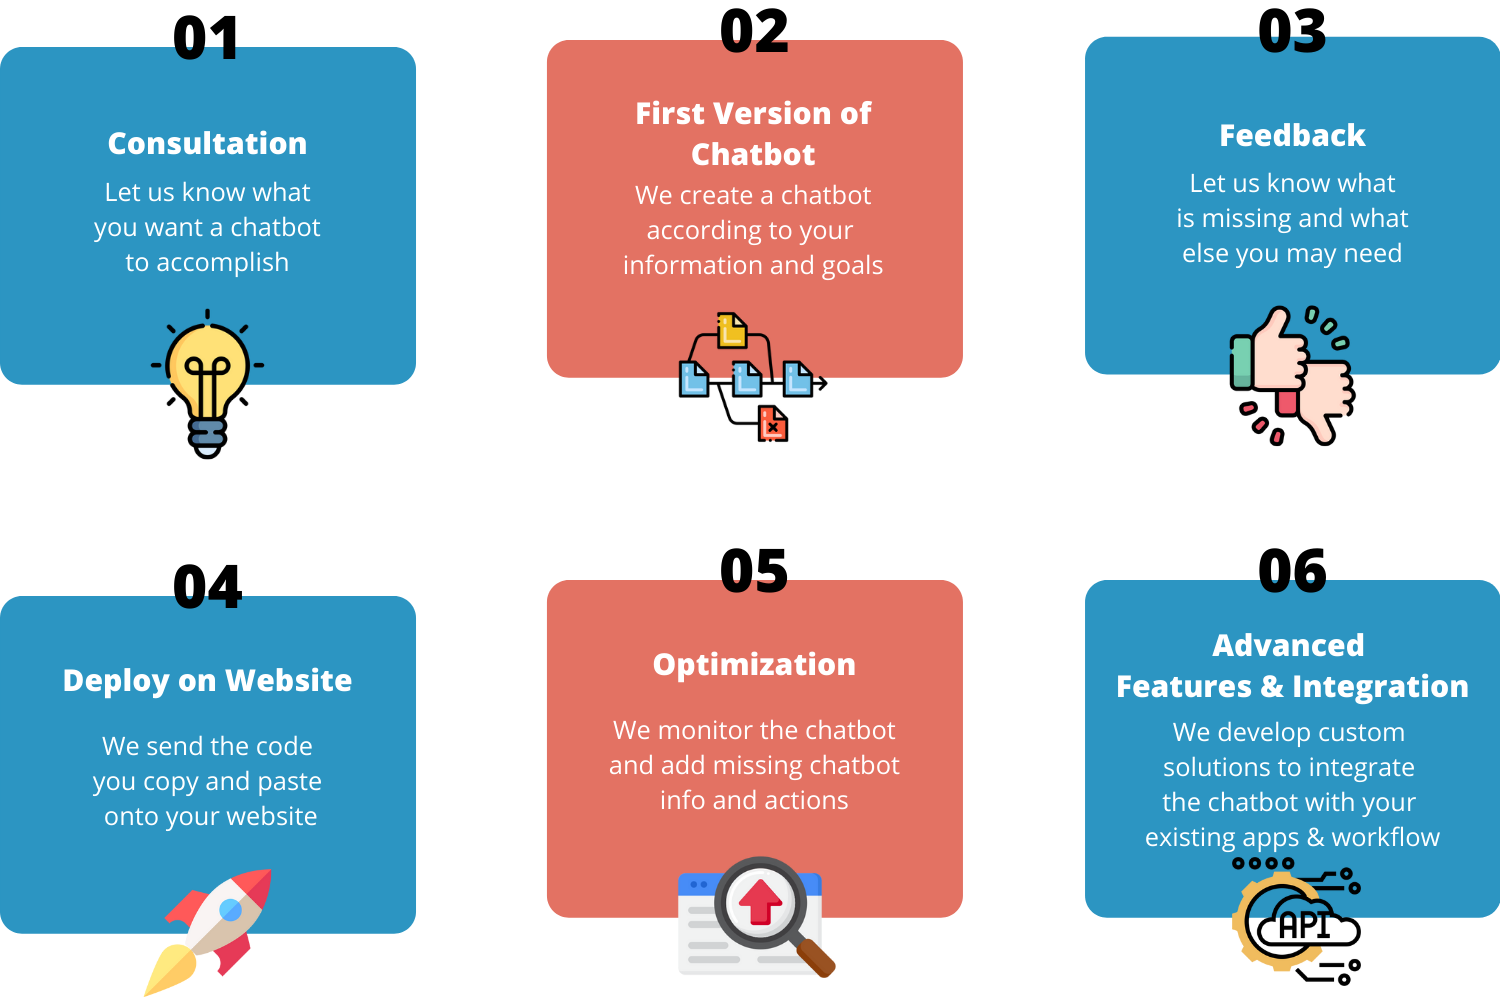 01
Consultation
Let us know what
you want a chatbot
to accomplish
02
First Version of
Chatbot
We create a chatbot
according to your
information and goals
03
Feedback
Let us know what
is missing and what
else you may need
04
Deploy on Website
We send the code
you copy and paste
onto your website
05
Optimization
We monitor the chatbot
and add missing chatbot
info and actions
06
Advanced
Features & Integration
We develop custom
solutions to integrate
the chatbot with your
existing apps & workflow
API